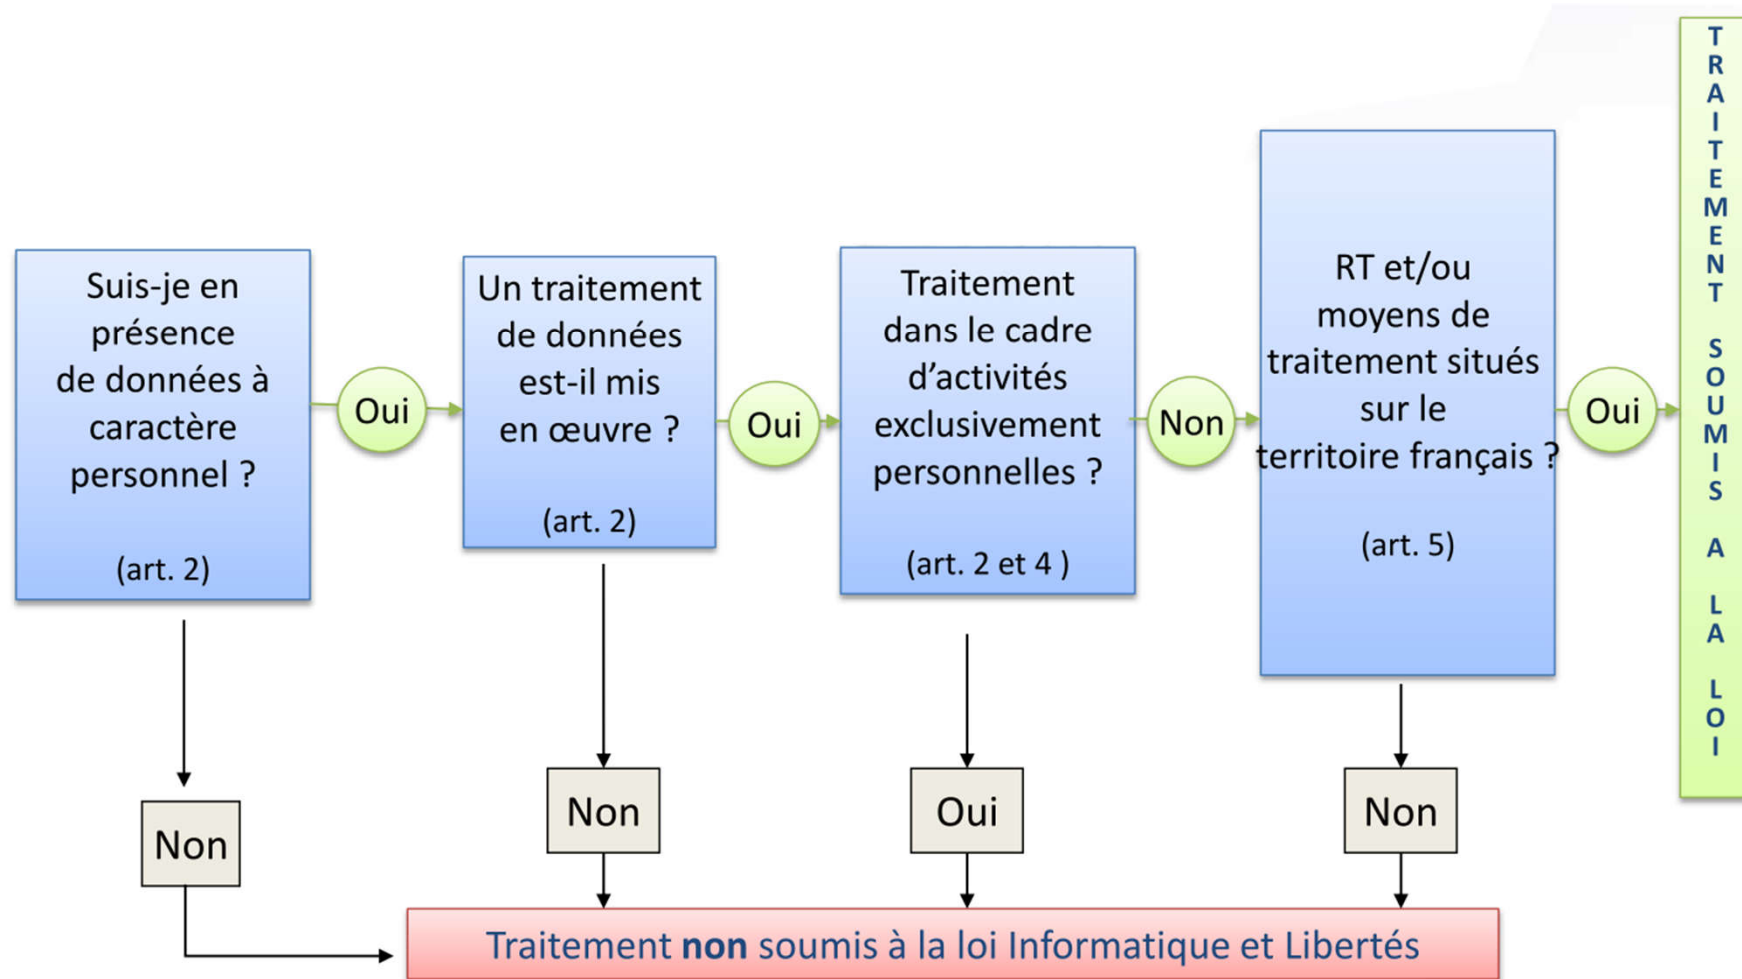 Suis-je en
présence
de données à
caractère
personnel ?
(art. 2)
Oui
Un traitement
de données
est-il mis
en œuvre ?
(art. 2)
Oui
Traitement
dans le cadre
d’activités
exclusivement
personnelles ?
(art. 2 et 4 )
Non
RT et/ou
moyens de
traitement situés
sur le
territoire français ?
(art. 5)
Oui
TRAITEMENT SOUMIS A LA LOI
Non
Non
Oui
Non
Traitement non soumis à la loi Informatique et Libertés